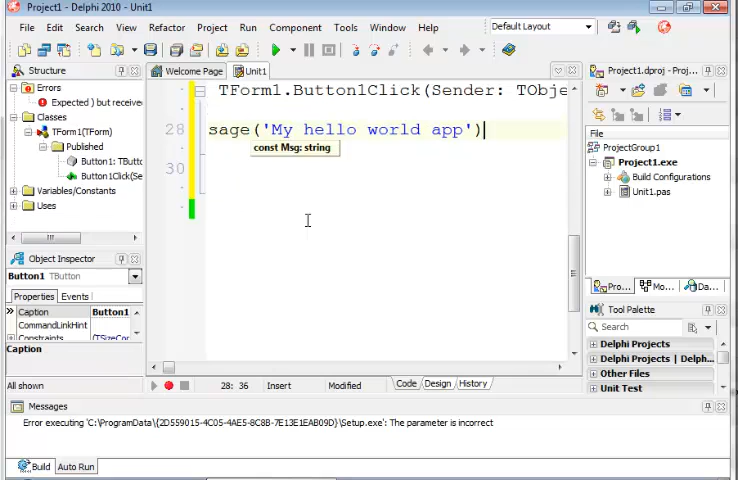 Project1 - Delphi 2010 - Unit1
File Edit Search View Refactor Project Run Component Tools Window Help
Default Layout
Structure
Errors
Expected ) but receive
Classes
TForm1(TForm)
Published
Button1: TButto
Button1Click(Se
Variables/Constants
Uses
Object Inspector
Button1 TButton
Properties Events
Caption Button1
CommandLinkHint
Constraints (TSizeCor
Caption
All shown
Welcome Page Unit1
TForm1.Button1Click(Sender: TObje
28 sage('My hello world app')
const Msg: string
30
28: 36 Insert Modified Code Design History
Project1.dproj - Proj...
File
ProjectGroup1
Project1.exe
Build Configurations
Unit1.pas
Pro... Mo... Da...
Tool Palette
Search
Delphi Projects
Delphi Projects | Delph...
Other Files
Unit Test
Messages
Error executing 'C:\ProgramData\{2D559015-4C05-4AE5-8C8B-7E13E1EAB09D}\Setup.exe': The parameter is incorrect
Build Auto Run